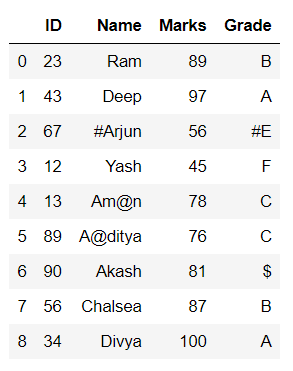 ID Name Marks Grade
0 23 Ram 89 B
1 43 Deep 97 A
2 67 #Arjun 56 #E
3 12 Yash 45 F
4 13 Am@n 78 C
5 89 A@ditya 76 C
6 90 Akash 81 $
7 56 Chalsea 87 B
8 34 Divya 100 A